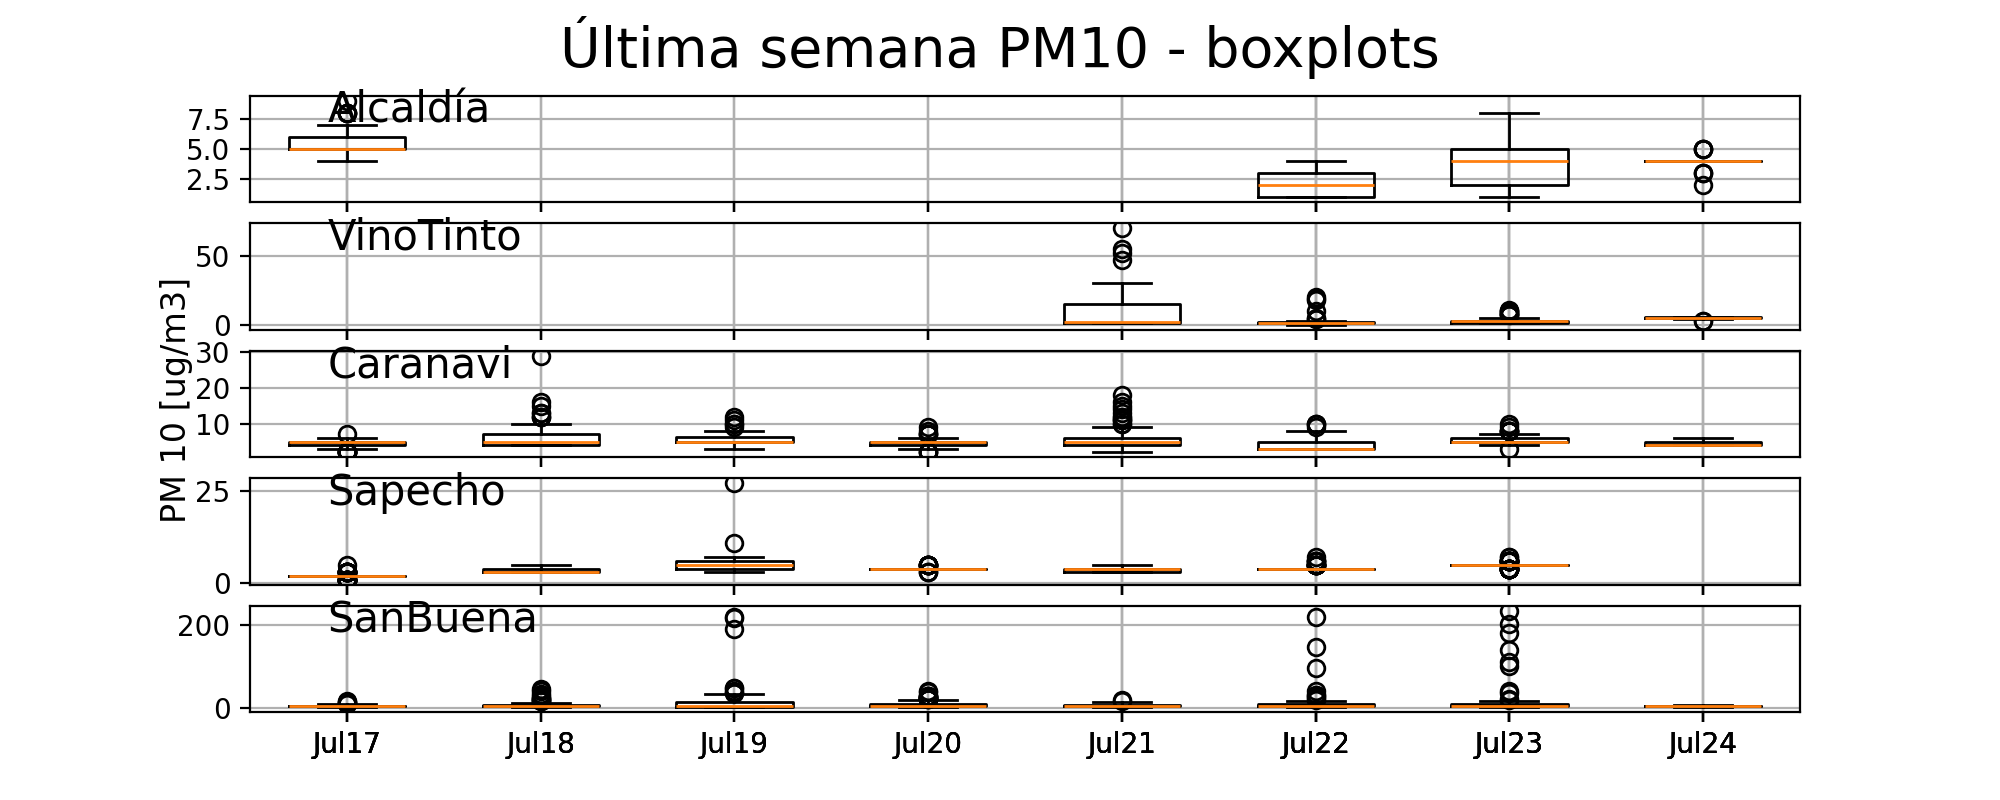 Última semana PM10 - boxplots
Alcaldía
7.5
5.0
2.5
VinoTinto
50
0
PM 10 [ug/m3]
Caranavi
30
20
10
Sapecho
25
0
SanBuena
200
0
Jul17 Jul18 Jul19 Jul20 Jul21 Jul22 Jul23 Jul24